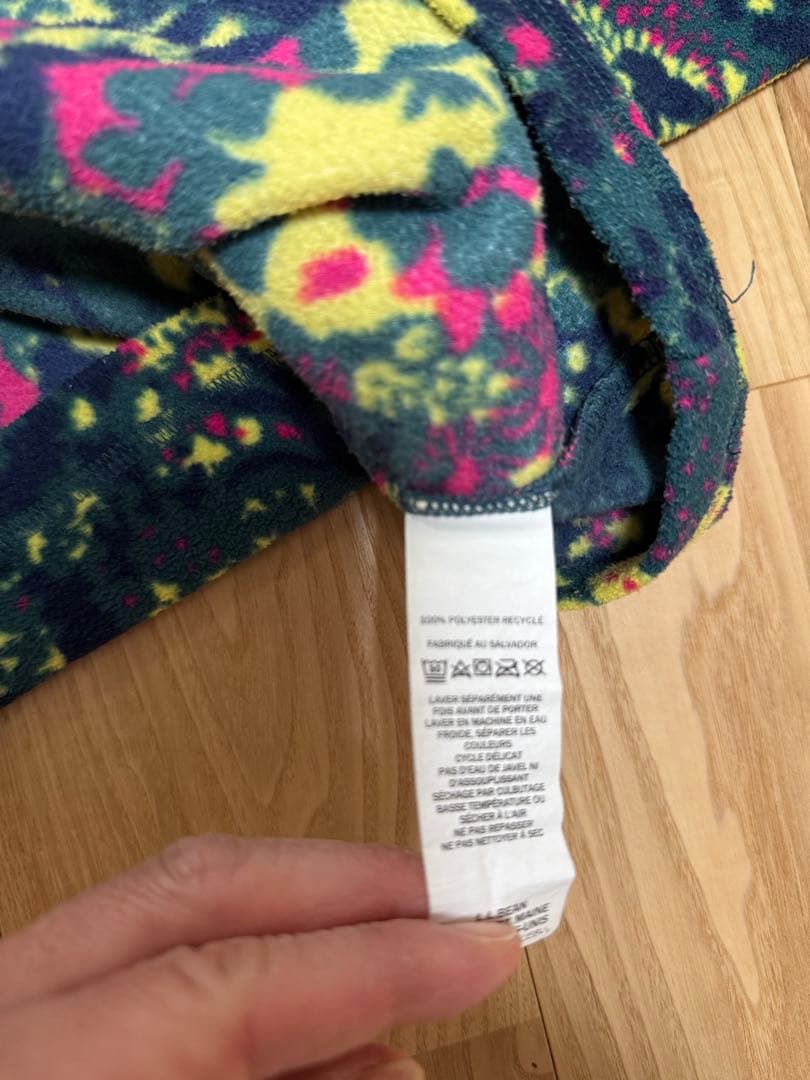 100% POLYESTER RECYCLÉ
FABRIQUÉ AU SALVADOR
LAVER SÉPARÉMENT UNE
FOIS AVANT DE PORTER
LAVER EN MACHINE EN EAU
FROIDE, SÉPARER LES
COULEURS
CYCLE DÉLICAT
PAS D'EAU DE JAVEL NI
D'ASSOUPLISSANT
SÉCHAGE PAR CULBUTAGE
BASSE TEMPÉRATURE OU
SÉCHER À L'AIR
NE PAS REPASSER
NE PAS NETTOYER À SEC
L.L.BEAN
MAINE